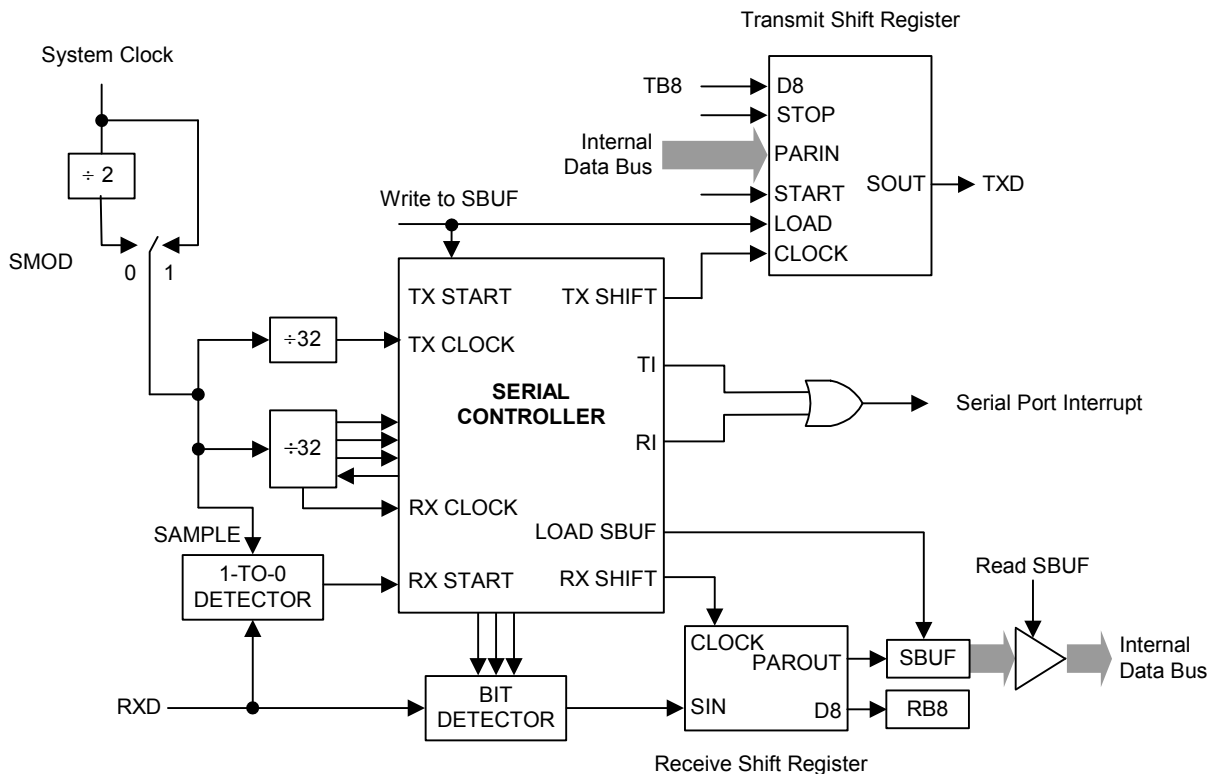 Transmit Shift Register
System Clock
÷ 2
SMOD
0
1
TB8
Internal
Data Bus
D8
STOP
PARIN
START
LOAD
CLOCK
SOUT
TXD
Write to SBUF
TX START
TX SHIFT
÷32
TX CLOCK
TI
SERIAL
CONTROLLER
Serial Port Interrupt
÷32
RI
RX CLOCK
SAMPLE
LOAD SBUF
1-TO-0
DETECTOR
RX START
RX SHIFT
Read SBUF
CLOCK
PAROUT
SBUF
Internal
Data Bus
RXD
BIT
DETECTOR
SIN
D8
RB8
Receive Shift Register